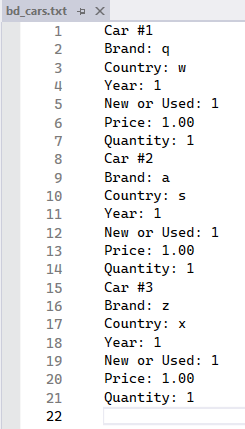 bd_cars.txt
1 Car #1
2 Brand: q
3 Country: w
4 Year: 1
5 New or Used: 1
6 Price: 1.00
7 Quantity: 1
8 Car #2
9 Brand: a
10 Country: s
11 Year: 1
12 New or Used: 1
13 Price: 1.00
14 Quantity: 1
15 Car #3
16 Brand: z
17 Country: x
18 Year: 1
19 New or Used: 1
20 Price: 1.00
21 Quantity: 1
22